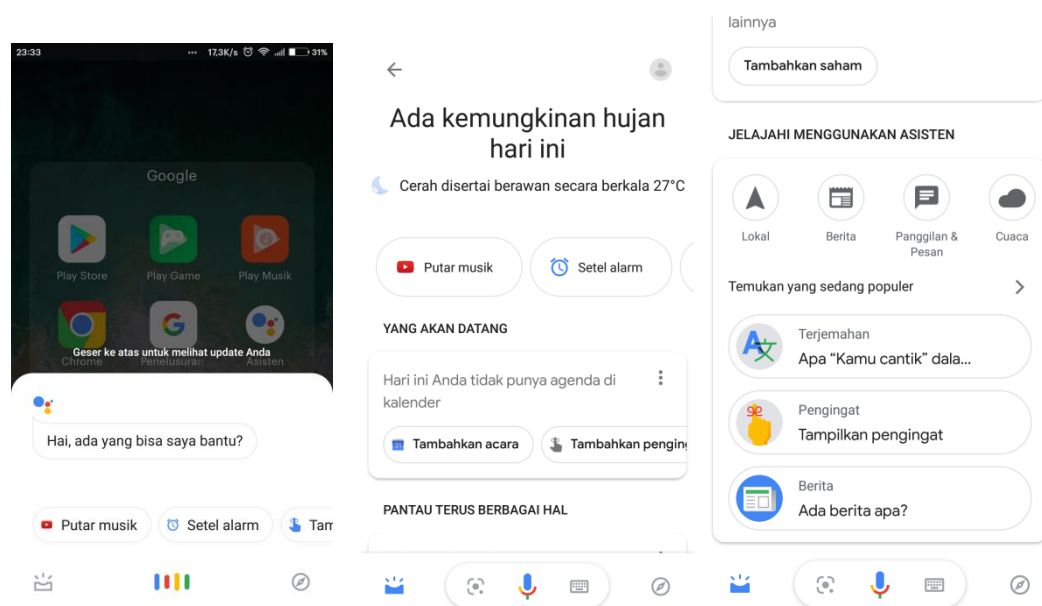 23:33
... 17,3K/s 31%
Google
Play Store
Play Game
Play Musik
Geser ke atas untuk melihat update Anda
Chrome
Penelusuran
Asisten
Hai, ada yang bisa saya bantu?
Putar musik
Setel alarm
Tam
Ada kemungkinan hujan
hari ini
Cerah disertai berawan secara berkala 27°C
Putar musik
Setel alarm
YANG AKAN DATANG
Hari ini Anda tidak punya agenda di
kalender
Tambahkan acara
Tambahkan pengin
PANTAU TERUS BERBAGAI HAL
lainnya
Tambahkan saham
JELAJAHI MENGGUNAKAN ASISTEN
Lokal
Berita
Panggilan &
Pesan
Cuaca
Temukan yang sedang populer
Terjemahan
Apa “Kamu cantik” dala...
Pengingat
Tampilkan pengingat
Berita
Ada berita apa?